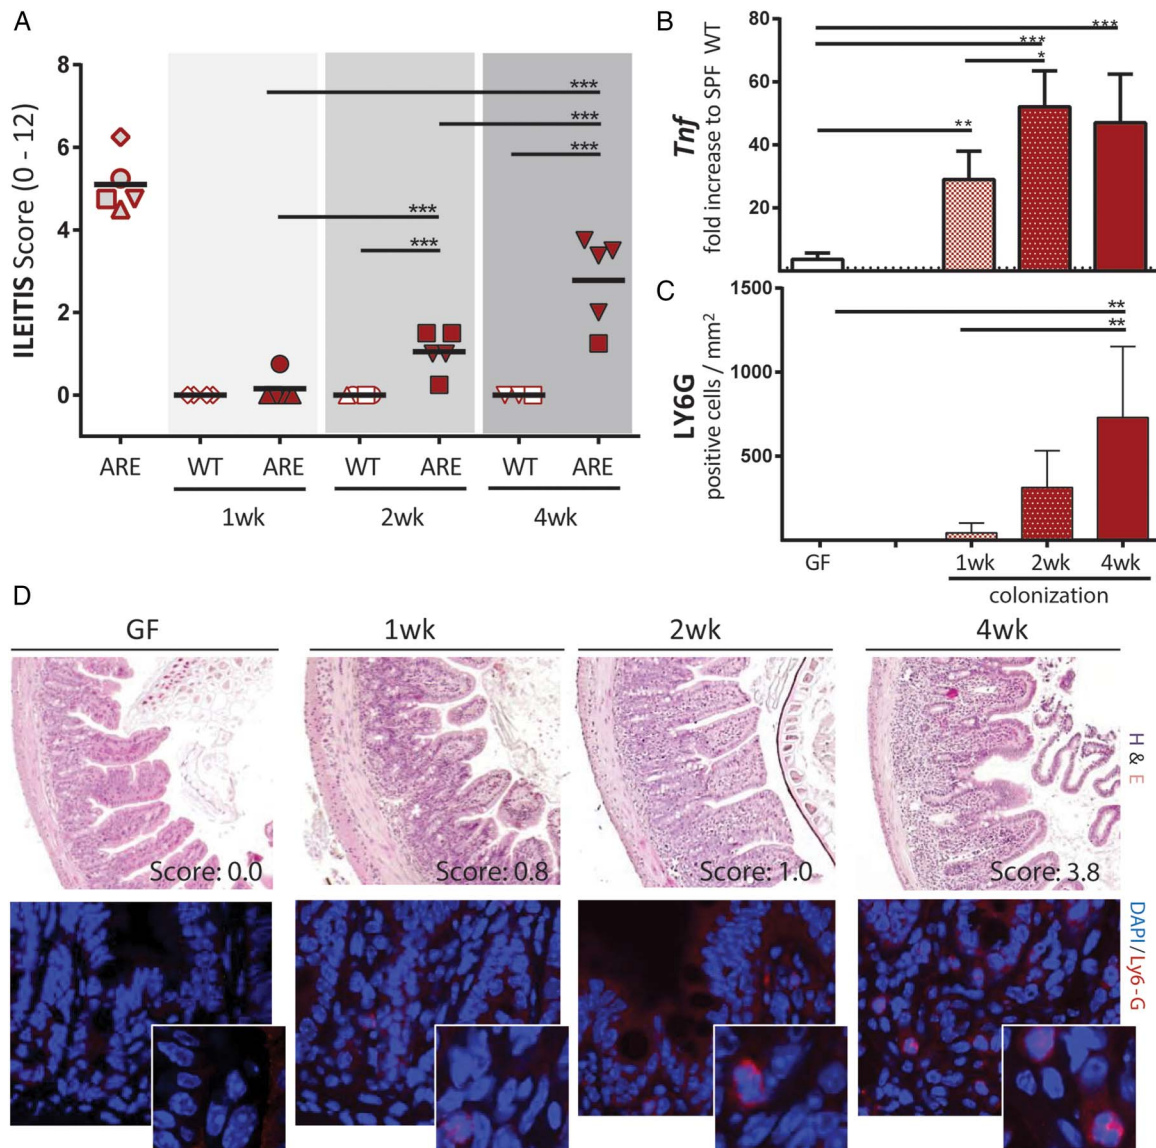 A
ILEITIS Score (0 - 12)
8
6
4
2
0
***
***
***
***
***
ARE
WT
ARE
WT
ARE
WT
ARE
1wk
2wk
4wk
B
Tnf
fold increase to SPF WT
80
60
40
20
***
***
*
**
C
LY6G
positive cells / mm2
1500
1000
500
**
**
GF
1wk
2wk
4wk
colonization
D
GF
1wk
2wk
4wk
Score: 0.0
Score: 0.8
Score: 1.0
Score: 3.8
H & E
DAPI/Ly6-G